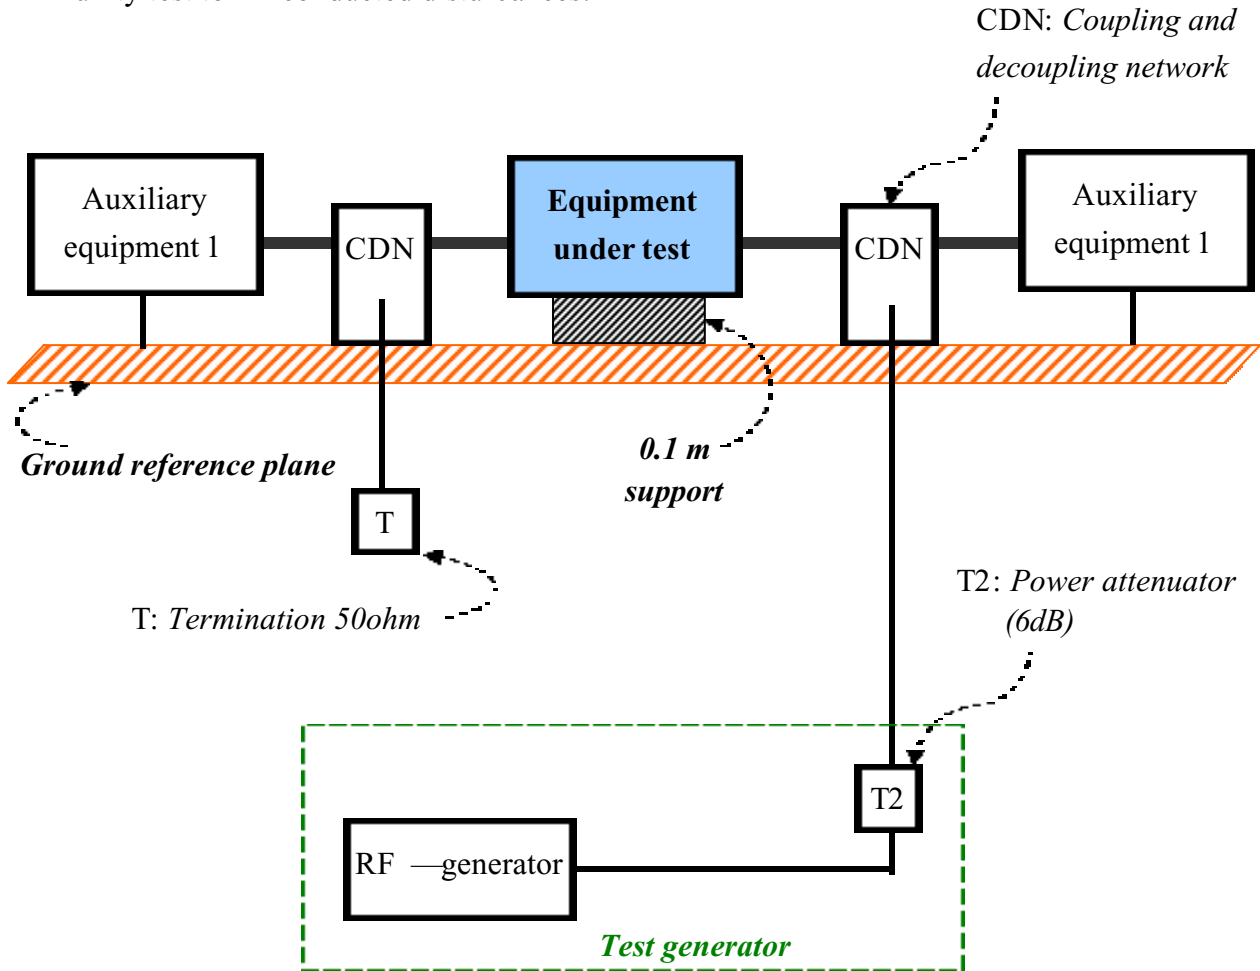 CDN: Coupling and
decoupling network
Auxiliary
equipment 1
CDN
Equipment
under test
CDN
Auxiliary
equipment 1
Ground reference plane
0.1 m
support
T
T: Termination 50ohm
T2: Power attenuator
(6dB)
T2
RF —generator
Test generator